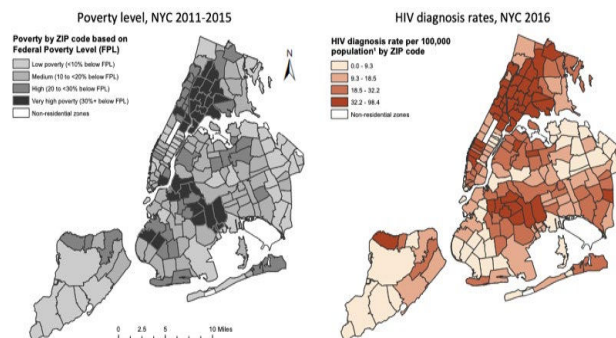 Poverty level, NYC 2011-2015
Poverty by ZIP code based on
Federal Poverty Level (FPL)
Low poverty (<10% below FPL)
Medium (10 to <20% below FPL)
High (20 to <30% below FPL)
Very high poverty (30%+ below FPL)
Non-residential zones
N
0 2.5 5 10 Miles
HIV diagnosis rates, NYC 2016
HIV diagnosis rate per 100,000
population¹ by ZIP code
0.0 - 9.3
9.3 - 18.5
18.5 - 32.2
32.2 - 98.4
Non-residential zones